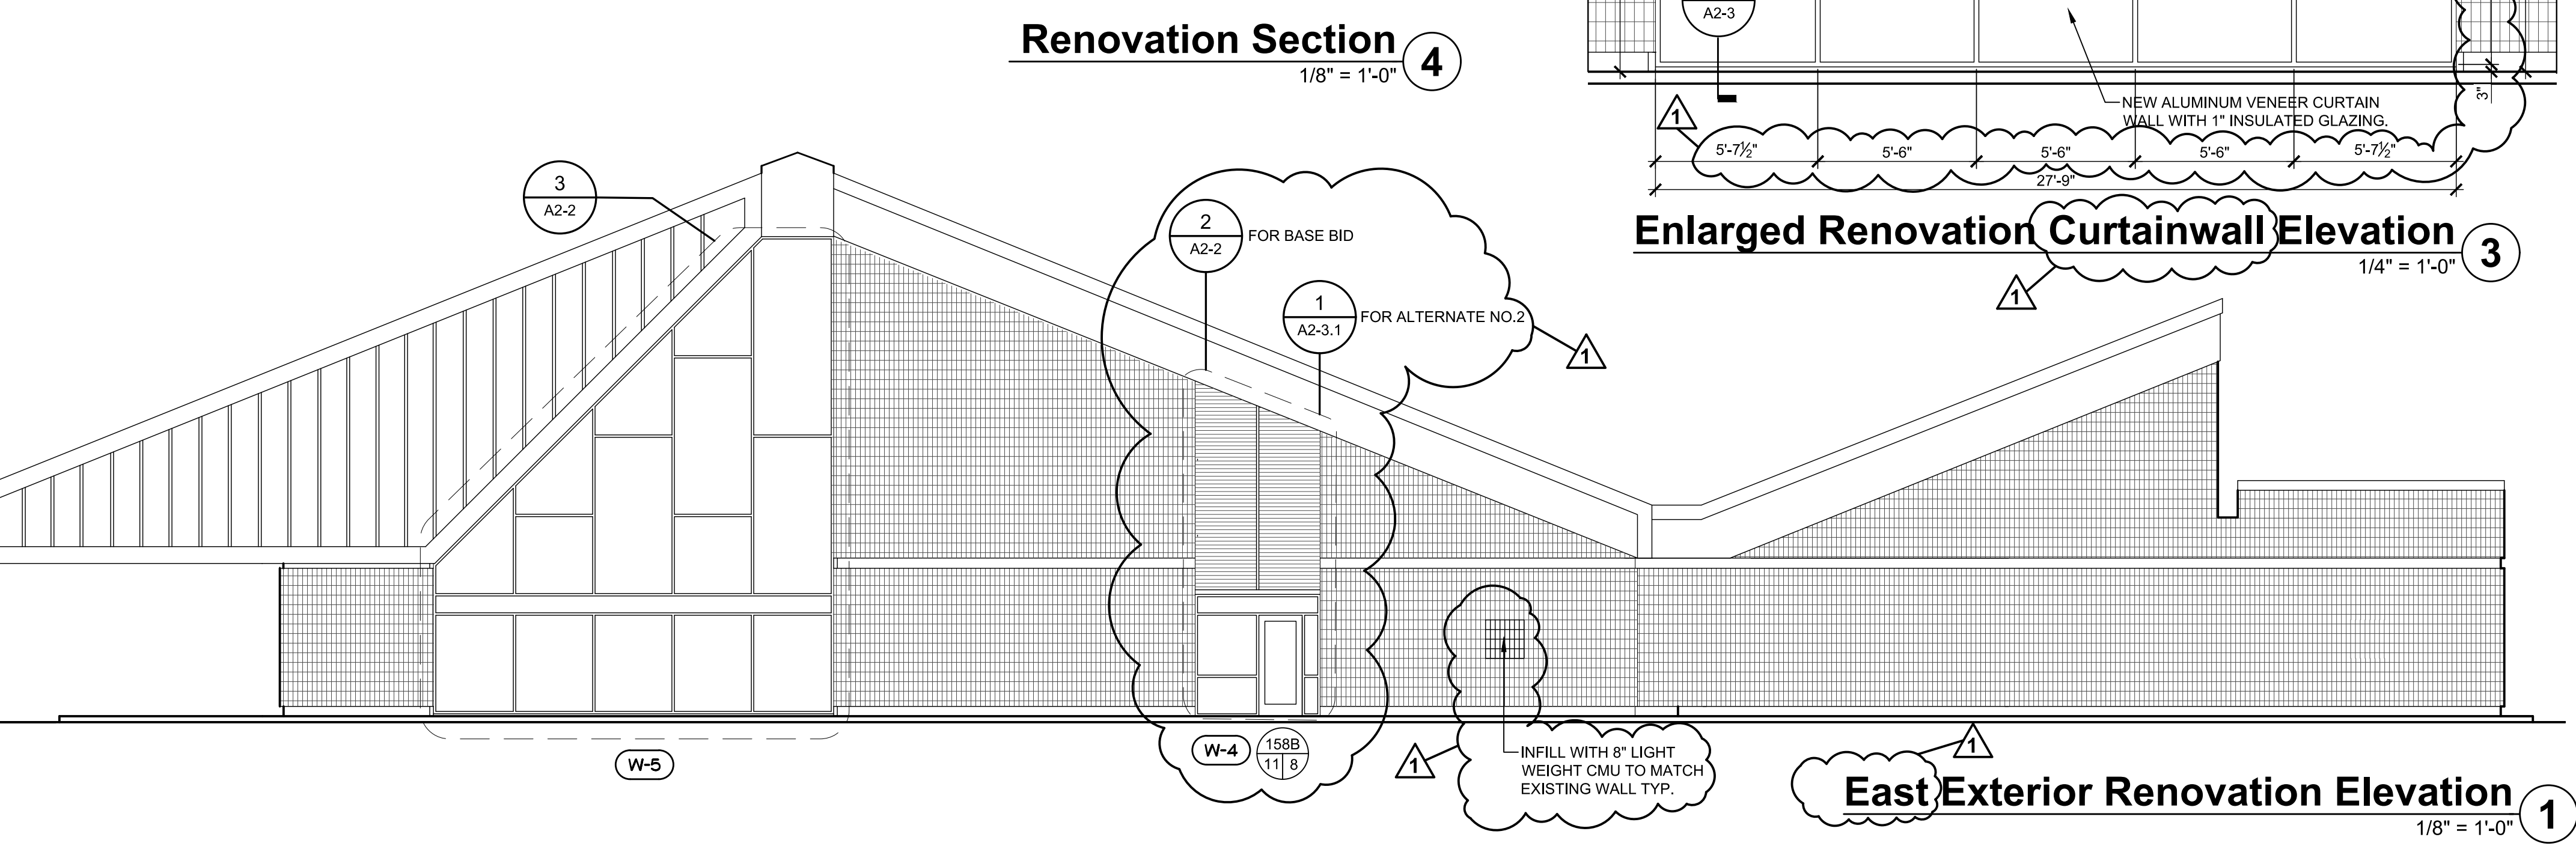 Renovation Section
4
1/8" = 1'-0"
A2-3
3"
NEW ALUMINUM VENEER CURTAIN
WALL WITH 1" INSULATED GLAZING.
1
5'-7½"
5'-6"
5'-6"
5'-6"
5'-7½"
27'-9"
Enlarged Renovation Curtainwall Elevation
3
1/4" = 1'-0"
1
3
A2-2
2
A2-2
FOR BASE BID
1
A2-3.1
FOR ALTERNATE NO.2
1
W-5
W-4
158B
11 8
1
INFILL WITH 8" LIGHT
WEIGHT CMU TO MATCH
EXISTING WALL TYP.
1
East Exterior Renovation Elevation
1
1/8" = 1'-0"